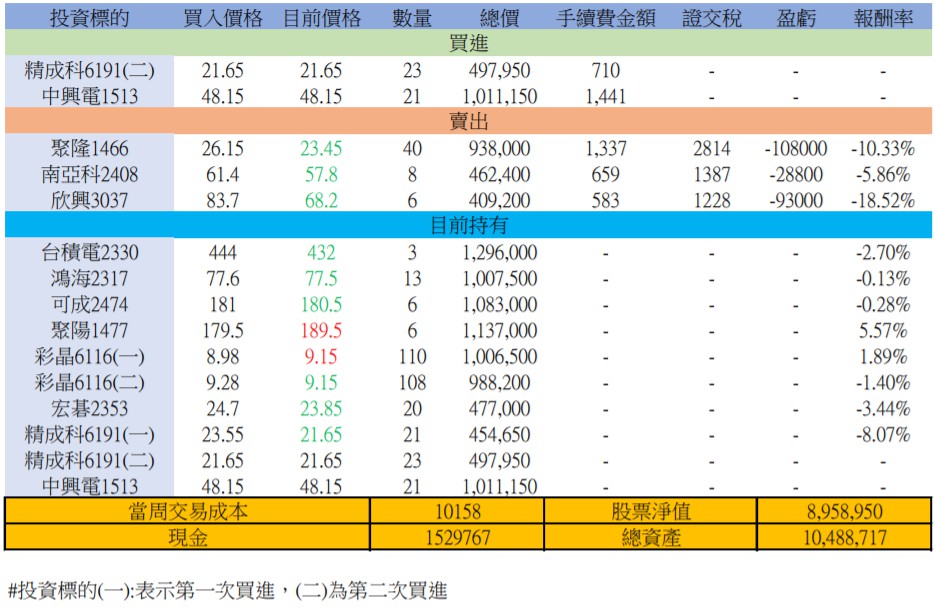 投資標的 買入價格 目前價格 數量 總價 手續費金額 證交稅 盈虧 報酬率
買進
精成科6191(二) 21.65 21.65 23 497,950 710 - - -
中興電1513 48.15 48.15 21 1,011,150 1,441 - - -
賣出
聚隆1466 26.15 23.45 40 938,000 1,337 2814 -108000 -10.33%
南亞科2408 61.4 57.8 8 462,400 659 1387 -28800 -5.86%
欣興3037 83.7 68.2 6 409,200 583 1228 -93000 -18.52%
目前持有
台積電2330 444 432 3 1,296,000 - - - -2.70%
鴻海2317 77.6 77.5 13 1,007,500 - - - -0.13%
可成2474 181 180.5 6 1,083,000 - - - -0.28%
聚陽1477 179.5 189.5 6 1,137,000 - - - 5.57%
彩晶6116(一) 8.98 9.15 110 1,006,500 - - - 1.89%
彩晶6116(二) 9.28 9.15 108 988,200 - - - -1.40%
宏碁2353 24.7 23.85 20 477,000 - - - -3.44%
精成科6191(一) 23.55 21.65 21 454,650 - - - -8.07%
精成科6191(二) 21.65 21.65 23 497,950 - - - -
中興電1513 48.15 48.15 21 1,011,150 - - - -
當周交易成本 10158 股票淨值 8,958,950
現金 1529767 總資產 10,488,717
#投資標的(一):表示第一次買進，(二)為第二次買進